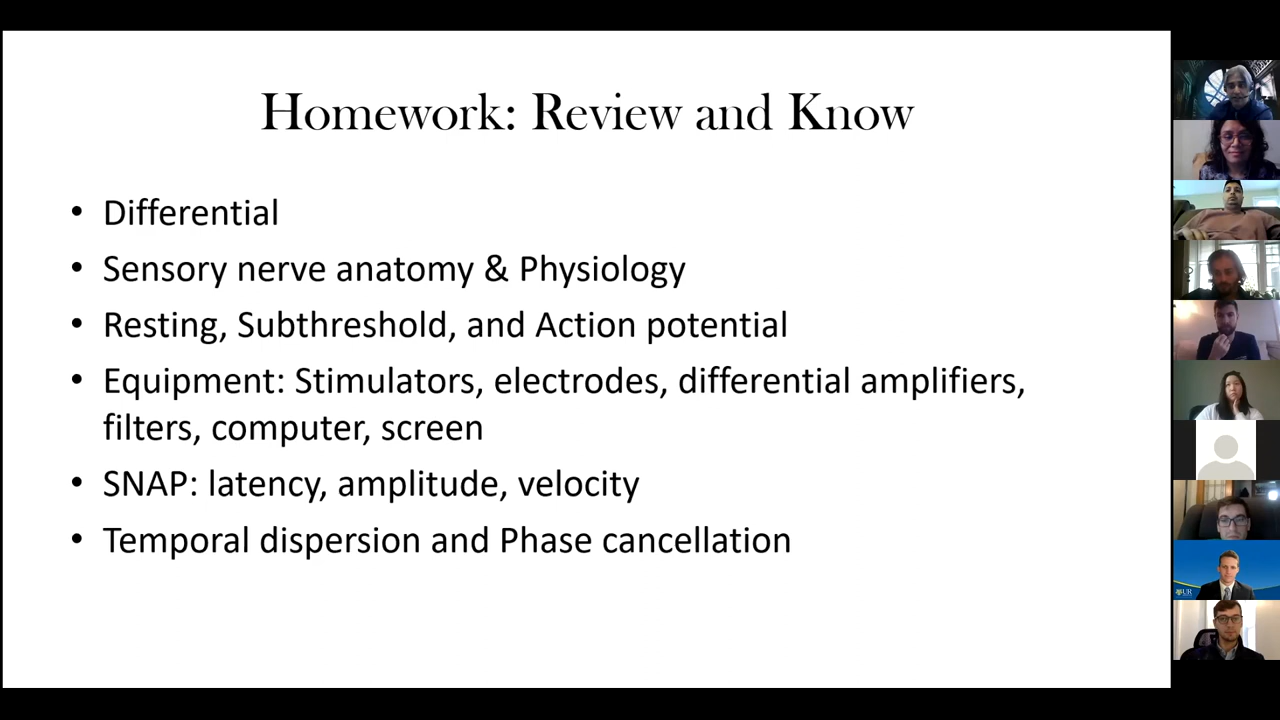 Homework: Review and Know
• Differential
• Sensory nerve anatomy & Physiology
• Resting, Subthreshold, and Action potential
• Equipment: Stimulators, electrodes, differential amplifiers,
filters, computer, screen
• SNAP: latency, amplitude, velocity
• Temporal dispersion and Phase cancellation
UR